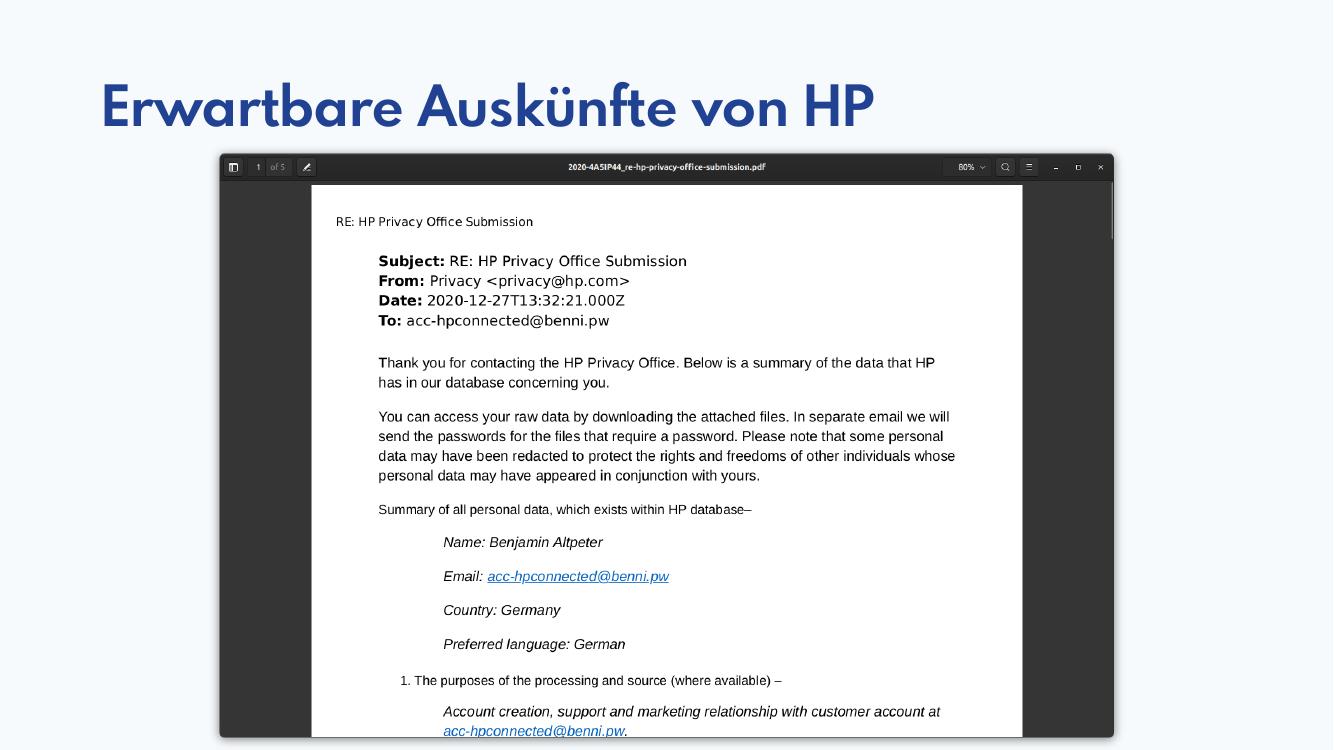 Erwartbare Auskünfte von HP
1 of 5
2020-4A5IP44_re-hp-privacy-office-submission.pdf
80%
RE: HP Privacy Office Submission
Subject: RE: HP Privacy Office Submission
From: Privacy <privacy@hp.com>
Date: 2020-12-27T13:32:21.000Z
To: acc-hpconnected@benni.pw
Thank you for contacting the HP Privacy Office. Below is a summary of the data that HP
has in our database concerning you.
You can access your raw data by downloading the attached files. In separate email we will
send the passwords for the files that require a password. Please note that some personal
data may have been redacted to protect the rights and freedoms of other individuals whose
personal data may have appeared in conjunction with yours.
Summary of all personal data, which exists within HP database–
Name: Benjamin Altpeter
Email: acc-hpconnected@benni.pw
Country: Germany
Preferred language: German
1. The purposes of the processing and source (where available) –
Account creation, support and marketing relationship with customer account at
acc-hpconnected@benni.pw.